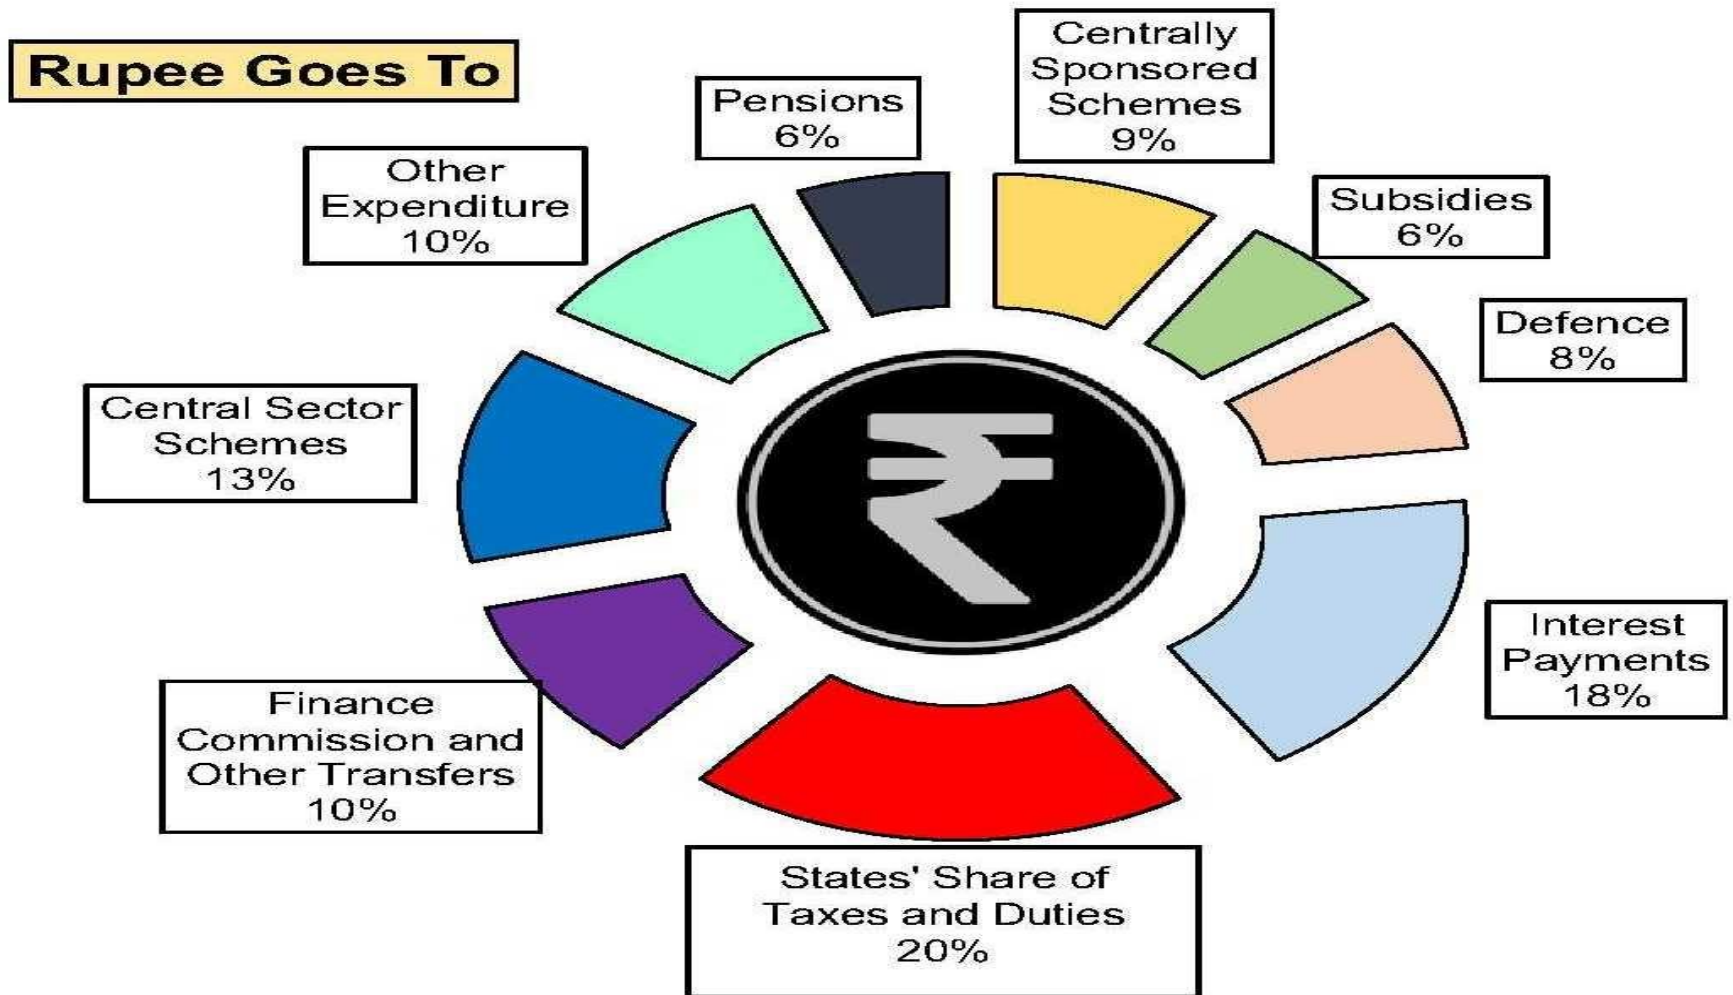 Rupee Goes To
Centrally
Sponsored
Schemes
9%
Pensions
6%
Other
Expenditure
10%
Subsidies
6%
Defence
8%
Central Sector
Schemes
13%
Interest
Payments
18%
Finance
Commission and
Other Transfers
10%
States' Share of
Taxes and Duties
20%
₹